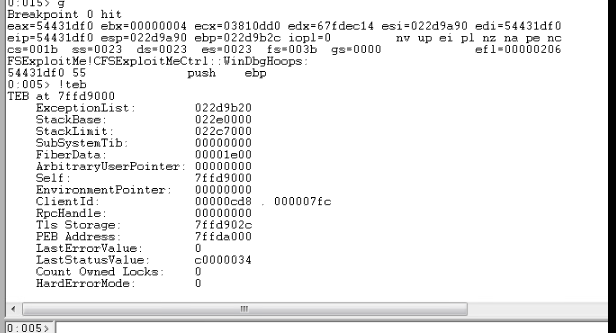 0:015> g
Breakpoint 0 hit
eax=54431df0 ebx=00000004 ecx=03810dd0 edx=67fdec14 esi=022d9a90 edi=54431df0
eip=54431df0 esp=022d9a90 ebp=022d9b2c iopl=0 nv up ei pl nz na pe nc
cs=001b ss=0023 ds=0023 es=0023 fs=003b gs=0000 efl=00000206
FSExploitMe!CFSExploitMeCtrl::WinDbgHoops:
54431df0 55 push ebp
0:005> !teb
TEB at 7ffd9000
ExceptionList: 022d9b20
StackBase: 022e0000
StackLimit: 022c7000
SubSystemTib: 00000000
FiberData: 00001e00
ArbitraryUserPointer: 00000000
Self: 7ffd9000
EnvironmentPointer: 00000000
ClientId: 00000cd8 . 000007fc
RpcHandle: 00000000
Tls Storage: 7ffd902c
PEB Address: 7ffda000
LastErrorValue: 0
LastStatusValue: c0000034
Count Owned Locks: 0
HardErrorMode: 0
0:005>